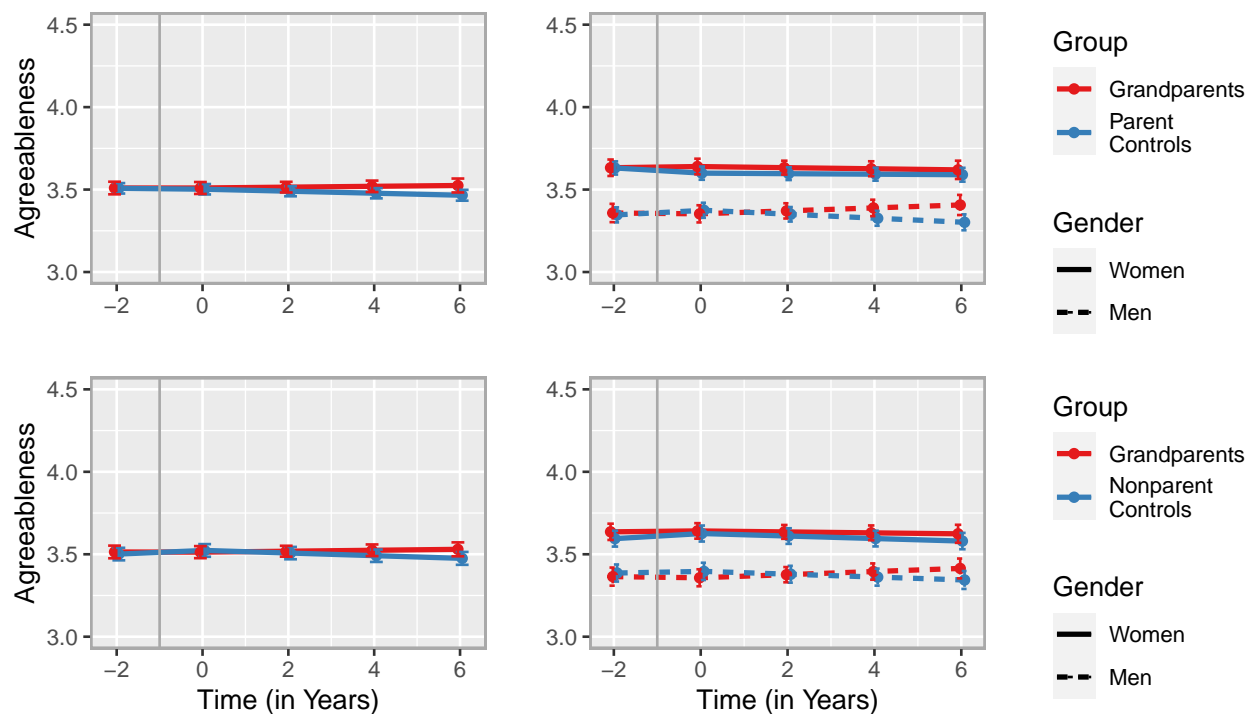 Agreeableness
4.5
4.0
3.5
3.0
−2 0 2 4 6
−2 0 2 4 6
4.5
4.0
3.5
3.0
Group
Grandparents
Parent
Controls
Gender
Women
Men
Agreeableness
4.5
4.0
3.5
3.0
−2 0 2 4 6
Time (in Years)
4.5
4.0
3.5
3.0
−2 0 2 4 6
Time (in Years)
Group
Grandparents
Nonparent
Controls
Gender
Women
Men